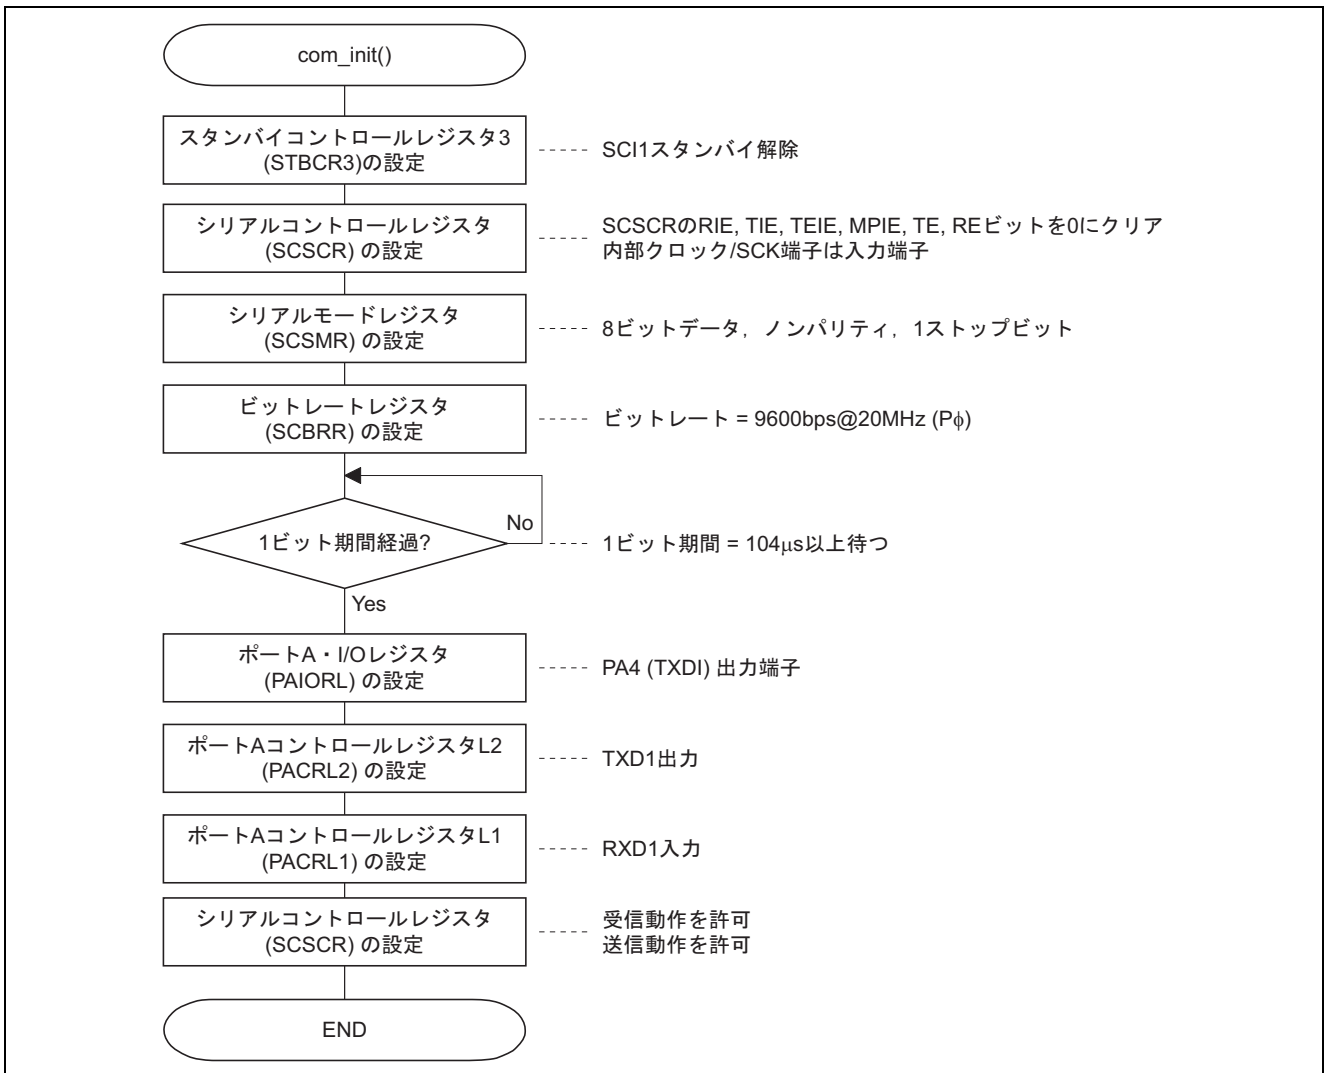 com_init()
スタンバイコントロールレジスタ3
(STBCR3)の設定
SCI1スタンバイ解除
シリアルコントロールレジスタ
(SCSCR) の設定
SCSCRのRIE, TIE, TEIE, MPIE, TE, REビットを0にクリア
内部クロック/SCK端子は入力端子
シリアルモードレジスタ
(SCSMR) の設定
8ビットデータ，ノンパリティ，1ストップビット
ビットレートレジスタ
(SCBRR) の設定
ビットレート = 9600bps@20MHz (Pϕ)
1ビット期間経過?
No
1ビット期間 = 104μs以上待つ
Yes
ポートA・I/Oレジスタ
(PAIORL) の設定
PA4 (TXDI) 出力端子
ポートAコントロールレジスタL2
(PACRL2) の設定
TXD1出力
ポートAコントロールレジスタL1
(PACRL1) の設定
RXD1入力
シリアルコントロールレジスタ
(SCSCR) の設定
受信動作を許可
送信動作を許可
END